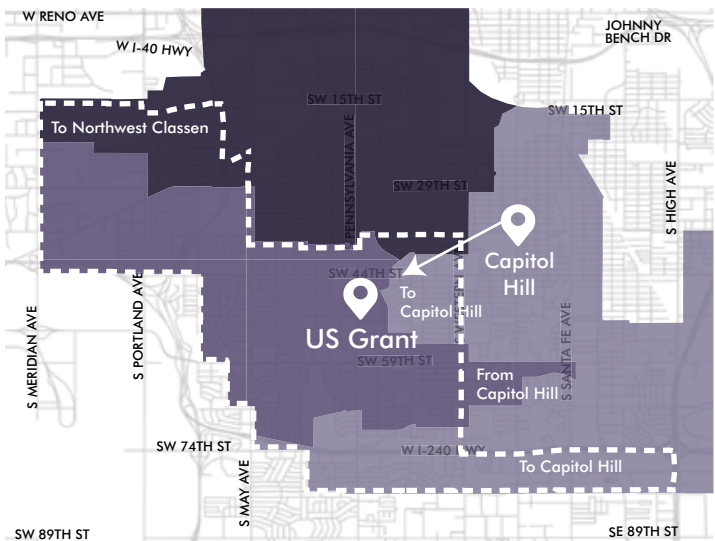 W RENO AVE
JOHNNY
BENCH DR
W I-40 HWY
SW 15TH ST
SW 15TH ST
To Northwest Classen
PENNSYLVANIA AVE
S HIGH AVE
SW 29TH ST
Capitol
Hill
SW 44TH ST
To
Capitol Hill
S WESTERN AVE
US Grant
S MERIDIAN AVE
S PORTLAND AVE
S SANTA FE AVE
SW 59TH ST
From
Capitol Hill
SW 74TH ST
W I-240 HWY
To Capitol Hill
S MAY AVE
SW 89TH ST
SE 89TH ST